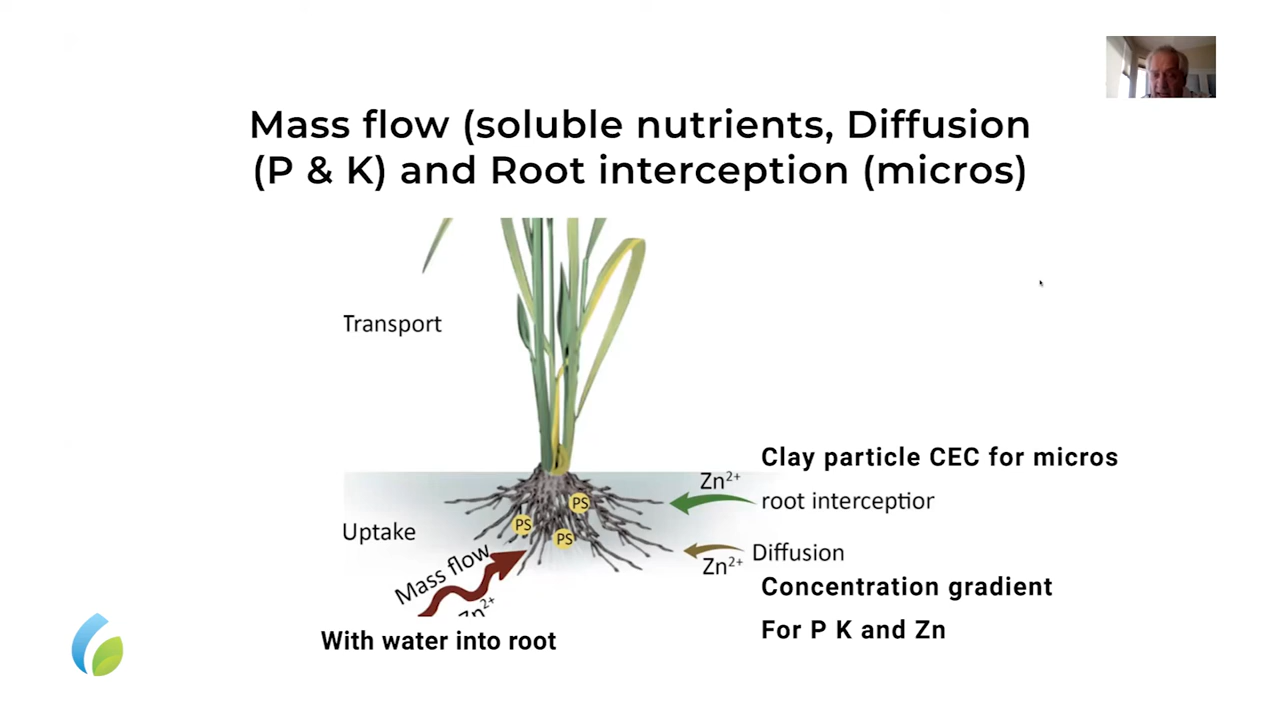 Mass flow (soluble nutrients, Diffusion
(P & K) and Root interception (micros)
Transport
Clay particle CEC for micros
Zn2+
root interceptior
PS
PS
PS
Uptake
Mass flow
Diffusion
Zn2+
Zn2+
Concentration gradient
For P K and Zn
With water into root